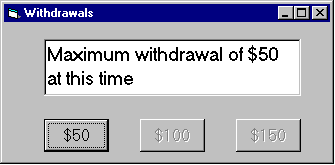 Withdrawals
Maximum withdrawal of $50
at this time
$50 $100 $150